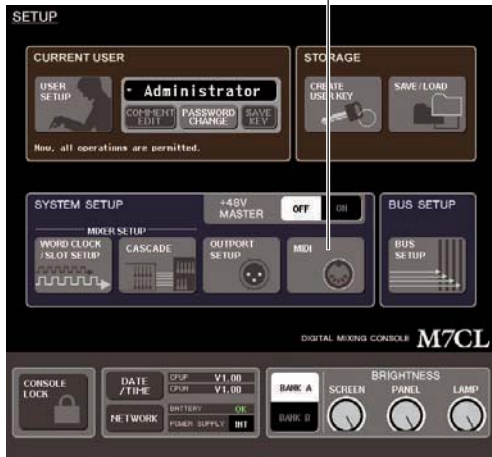 SETUP
CURRENT USER
USER
SETUP
Administrator
COMMENT
EDIT
PASSWORD
CHANGE
SAVE
KEY
Now, all operations are permitted.
STORAGE
CREATE
USER KEY
SAVE/LOAD
SYSTEM SETUP
+48V
MASTER
OFF
ON
MIXER SETUP
WORD CLOCK
/SLOT SETUP
CASCADE
OUTPORT
SETUP
MIDI
BUS SETUP
BUS
SETUP
DIGITAL MIXING CONSOLE M7CL
CONSOLE
LOCK
DATE
/TIME
CPUP V1.00
CPUM V1.00
NETWORK
BATTERY OK
POWER SUPPLY INT
BANK A
BANK B
BRIGHTNESS
SCREEN
PANEL
LAMP